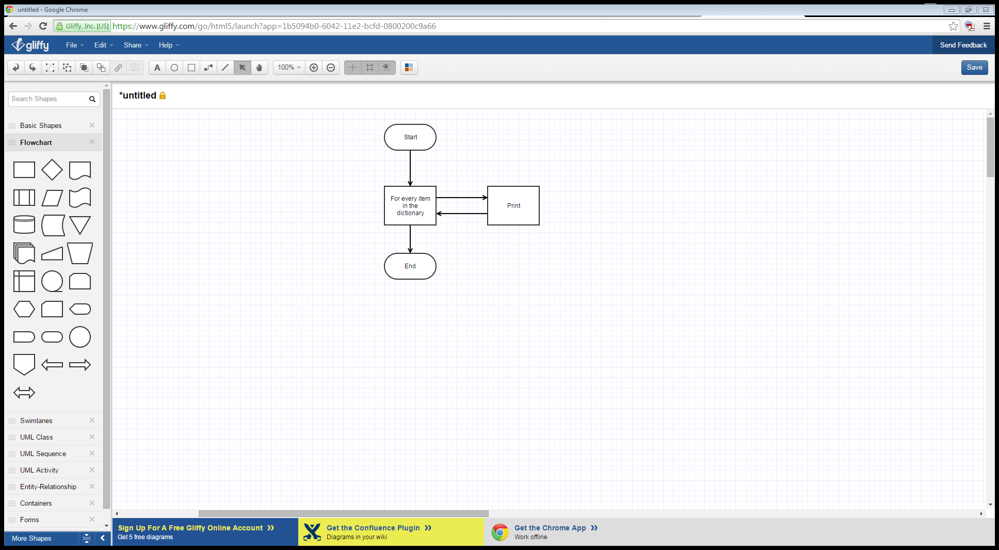 untitled - Google Chrome
Gliffy, Inc. [US] https://www.gliffy.com/go/html5/launch?app=1b5094b0-6042-11e2-bcfd-0800200c9a66
gliffy File Edit Share Help Send Feedback
A 100% Save
Search Shapes
*untitled
Basic Shapes
Flowchart
Start
For every item
in the
dictionary
Print
End
Swimlanes
UML Class
UML Sequence
UML Activity
Entity-Relationship
Containers
Forms
More Shapes
Sign Up For A Free Gliffy Online Account »
Get 5 free diagrams
Get the Confluence Plugin »
Diagrams in your wiki
Get the Chrome App »
Work offline